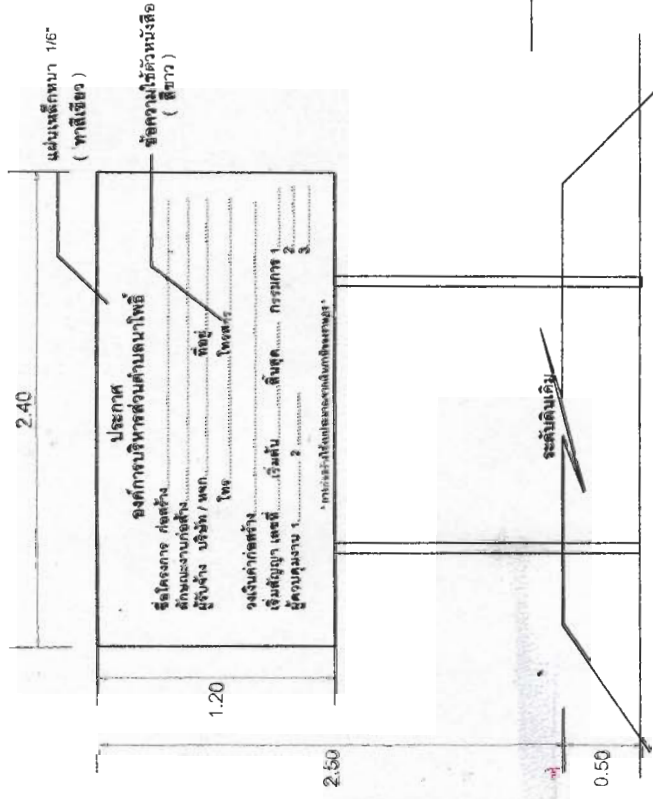 2.40
แผ่นเหล็กหนา 1/6"
( ทาสีเขียว )
ข้อความใช้ตัวหนังสือ
( สีขาว )
ประกาศ
องค์การบริหารส่วนตำบลนาโพธิ์
ชื่อโครงการ ก่อสร้าง
ลักษณะงานก่อสร้าง
ผู้รับจ้าง บริษัท / หจก. ที่อยู่
โทร โทรสาร
วงเงินค่าก่อสร้าง
เริ่มสัญญา เลขที่ เริ่มต้น สิ้นสุด กรรมการ 1.
ผู้ควบคุมงาน 1. 2 2.
3.
1.20
2.50
ระดับดินเดิม
0.50